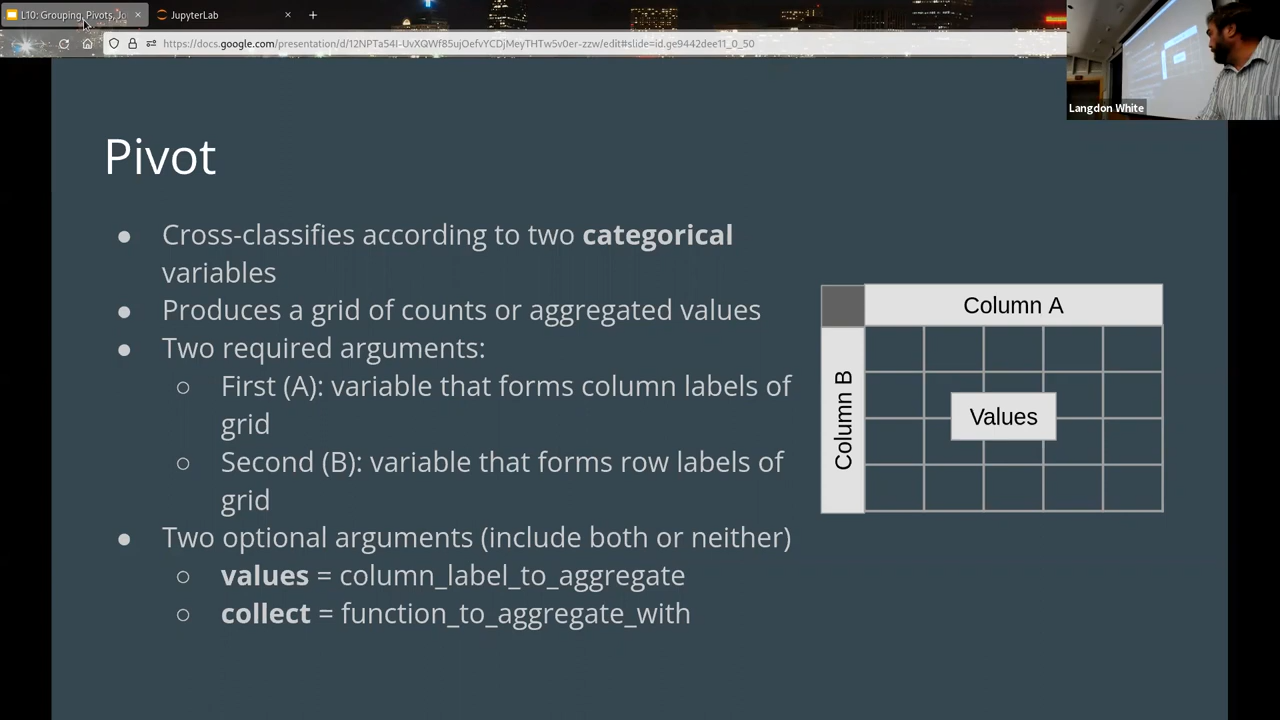 L10: Grouping, Pivots, Jo
JupyterLab
https://docs.google.com/presentation/d/12NPTa54I-UvXQWf85ujOefvYCDjMeyTHTw5v0er-zzw/edit#slide=id.ge9442dee11_0_50
Langdon White
Pivot
● Cross-classifies according to two categorical
variables
● Produces a grid of counts or aggregated values
● Two required arguments:
○ First (A): variable that forms column labels of
grid
○ Second (B): variable that forms row labels of
grid
● Two optional arguments (include both or neither)
○ values = column_label_to_aggregate
○ collect = function_to_aggregate_with
Column A
Column B
Values